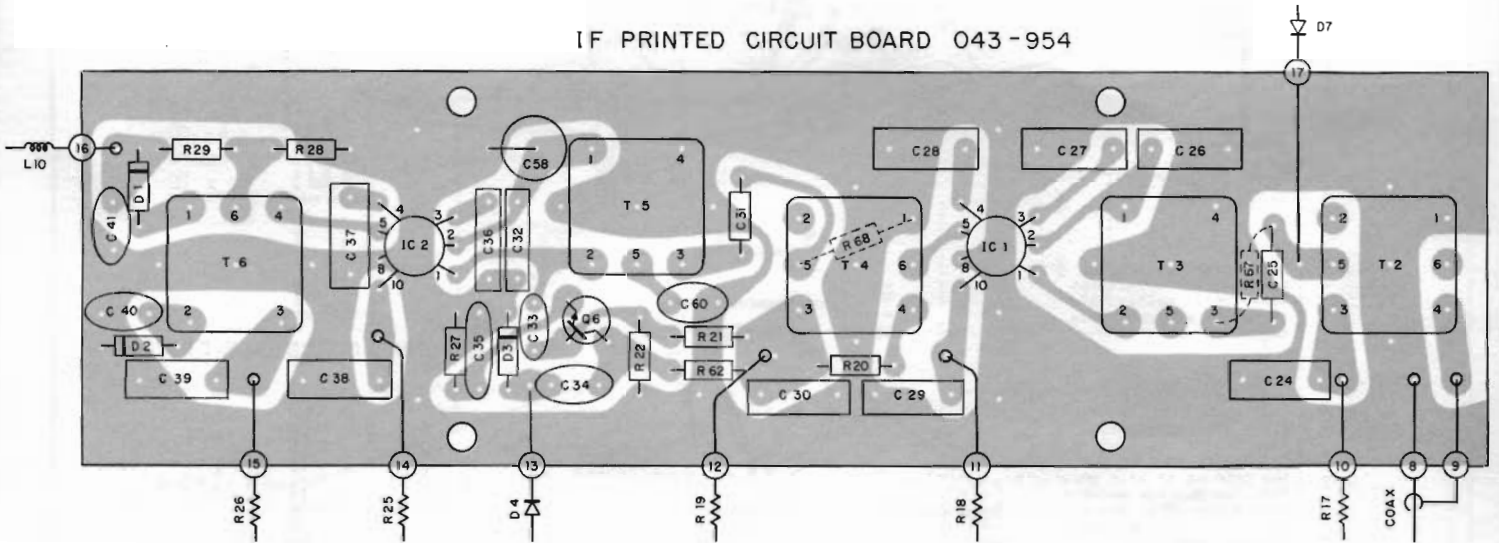 IF PRINTED CIRCUIT BOARD 043-954
D7
17
16
L10
R29
R28
C58
1
4
C28
C27
C26
D1
C41
1
6
4
C37
4
5
3
2
IC 2
8
1
10
C36
C32
T 5
2
5
3
C31
2
1
R68
5
T 4
6
3
4
4
5
3
2
IC 1
8
1
10
1
4
T 3
2
5
3
R67
C25
2
1
5
T 2
6
3
4
T 6
2
3
C40
D2
C39
C38
R27
C35
D3
C33
Q6
C34
R22
C60
R21
R62
R20
C30
C29
C24
15
14
13
12
11
10
8
9
R26
R25
D4
R19
R18
R17
COAX